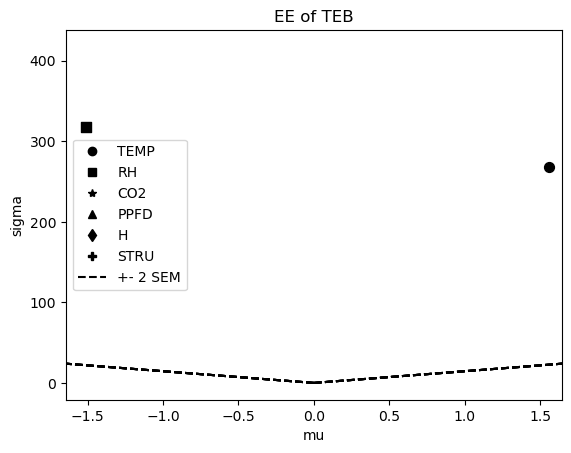 EE of TEB
400
300
200
100
0
sigma
TEMP
RH
CO2
PPFD
H
STRU
+- 2 SEM
−1.5 −1.0 −0.5 0.0 0.5 1.0 1.5
mu